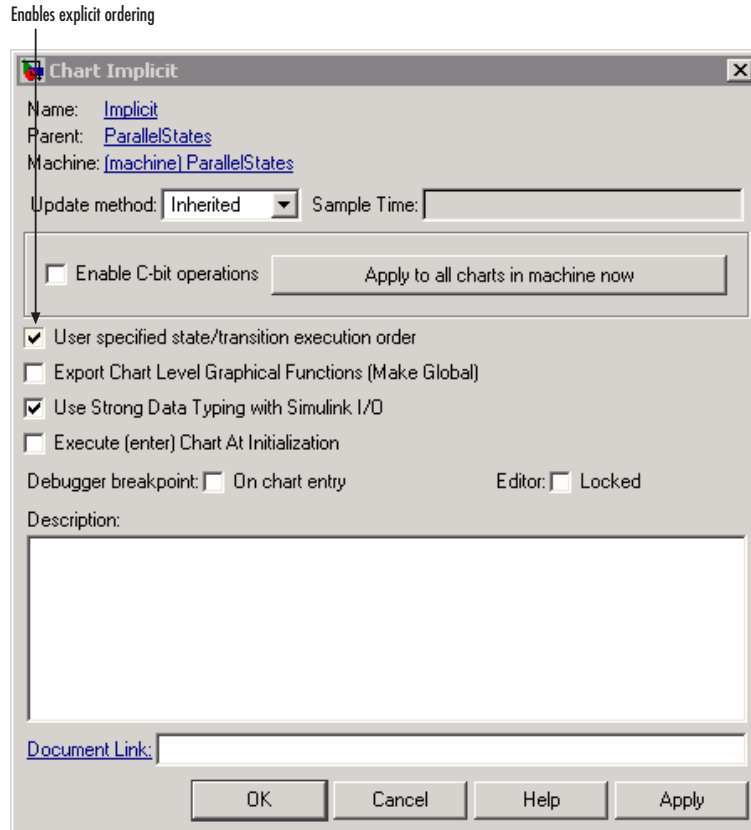 Enables explicit ordering
Chart Implicit
Name: Implicit
Parent: ParallelStates
Machine: (machine) ParallelStates
Update method: Inherited Sample Time:
Enable C-bit operations Apply to all charts in machine now
User specified state/transition execution order
Export Chart Level Graphical Functions (Make Global)
Use Strong Data Typing with Simulink I/O
Execute (enter) Chart At Initialization
Debugger breakpoint: On chart entry Editor: Locked
Description:
Document Link:
OK Cancel Help Apply